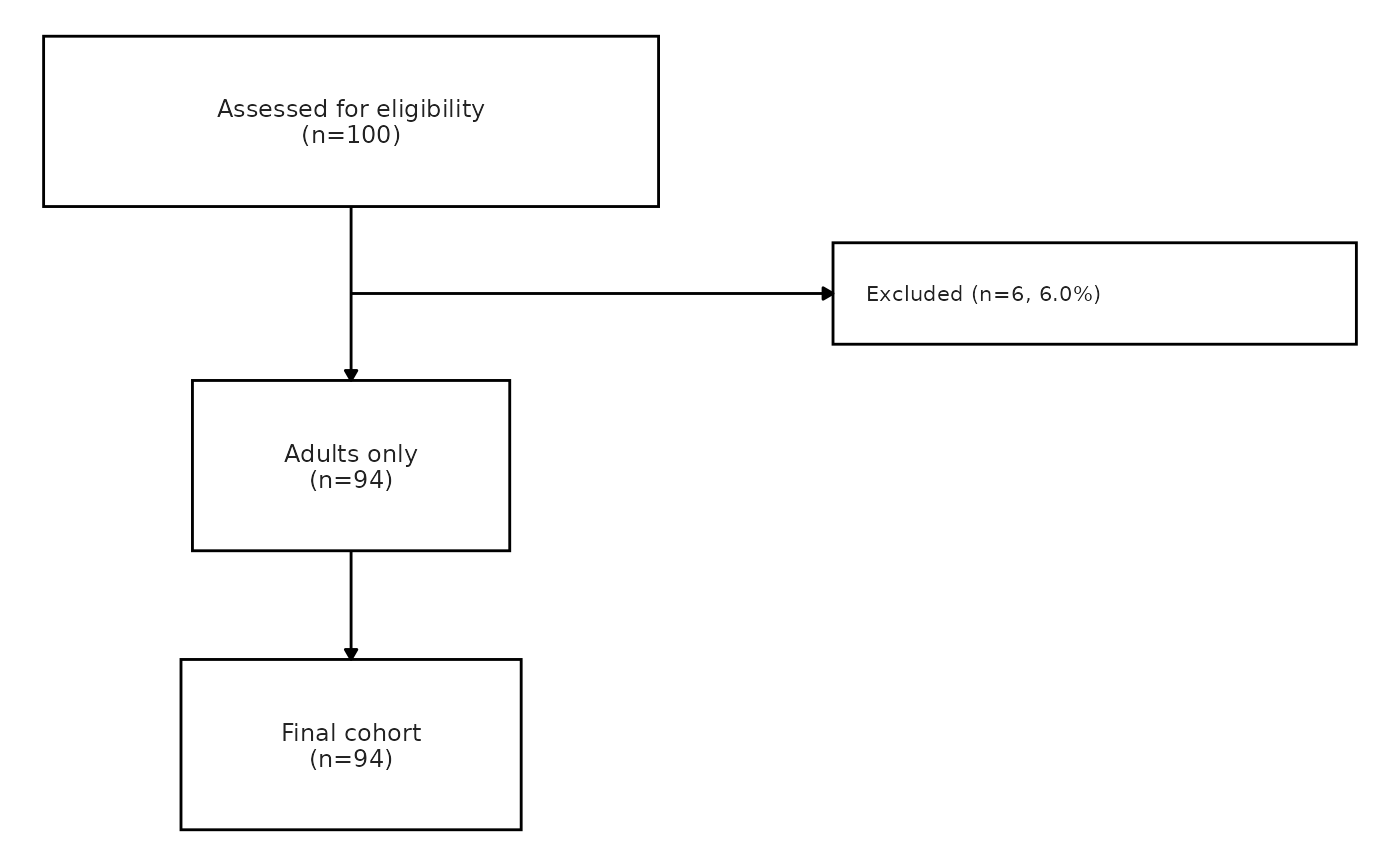 Assessed for eligibility
(n=100)
Excluded (n=6, 6.0%)
Adults only
(n=94)
Final cohort
(n=94)